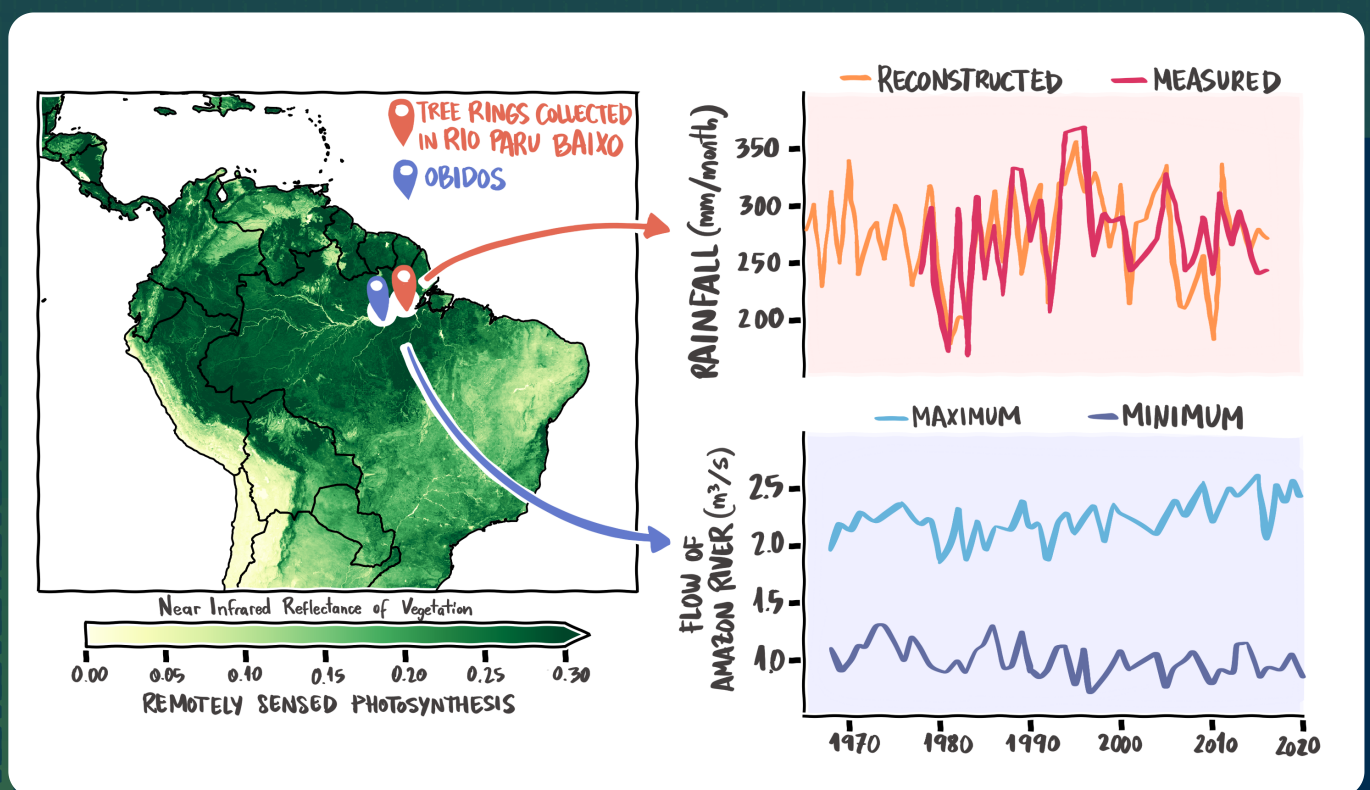 TREE RINGS COLLECTED
IN RIO PARU BAIXO
OBIDOS
Near Infrared Reflectance of Vegetation
0.00 0.05 0.10 0.15 0.20 0.25 0.30
REMOTELY SENSED PHOTOSYNTHESIS
RECONSTRUCTED MEASURED
RAINFALL (mm/month)
350
300
250
200
MAXIMUM MINIMUM
FLOW OF
AMAZON RIVER (m³/s)
2.5
2.0
1.5
1.0
1970 1980 1990 2000 2010 2020